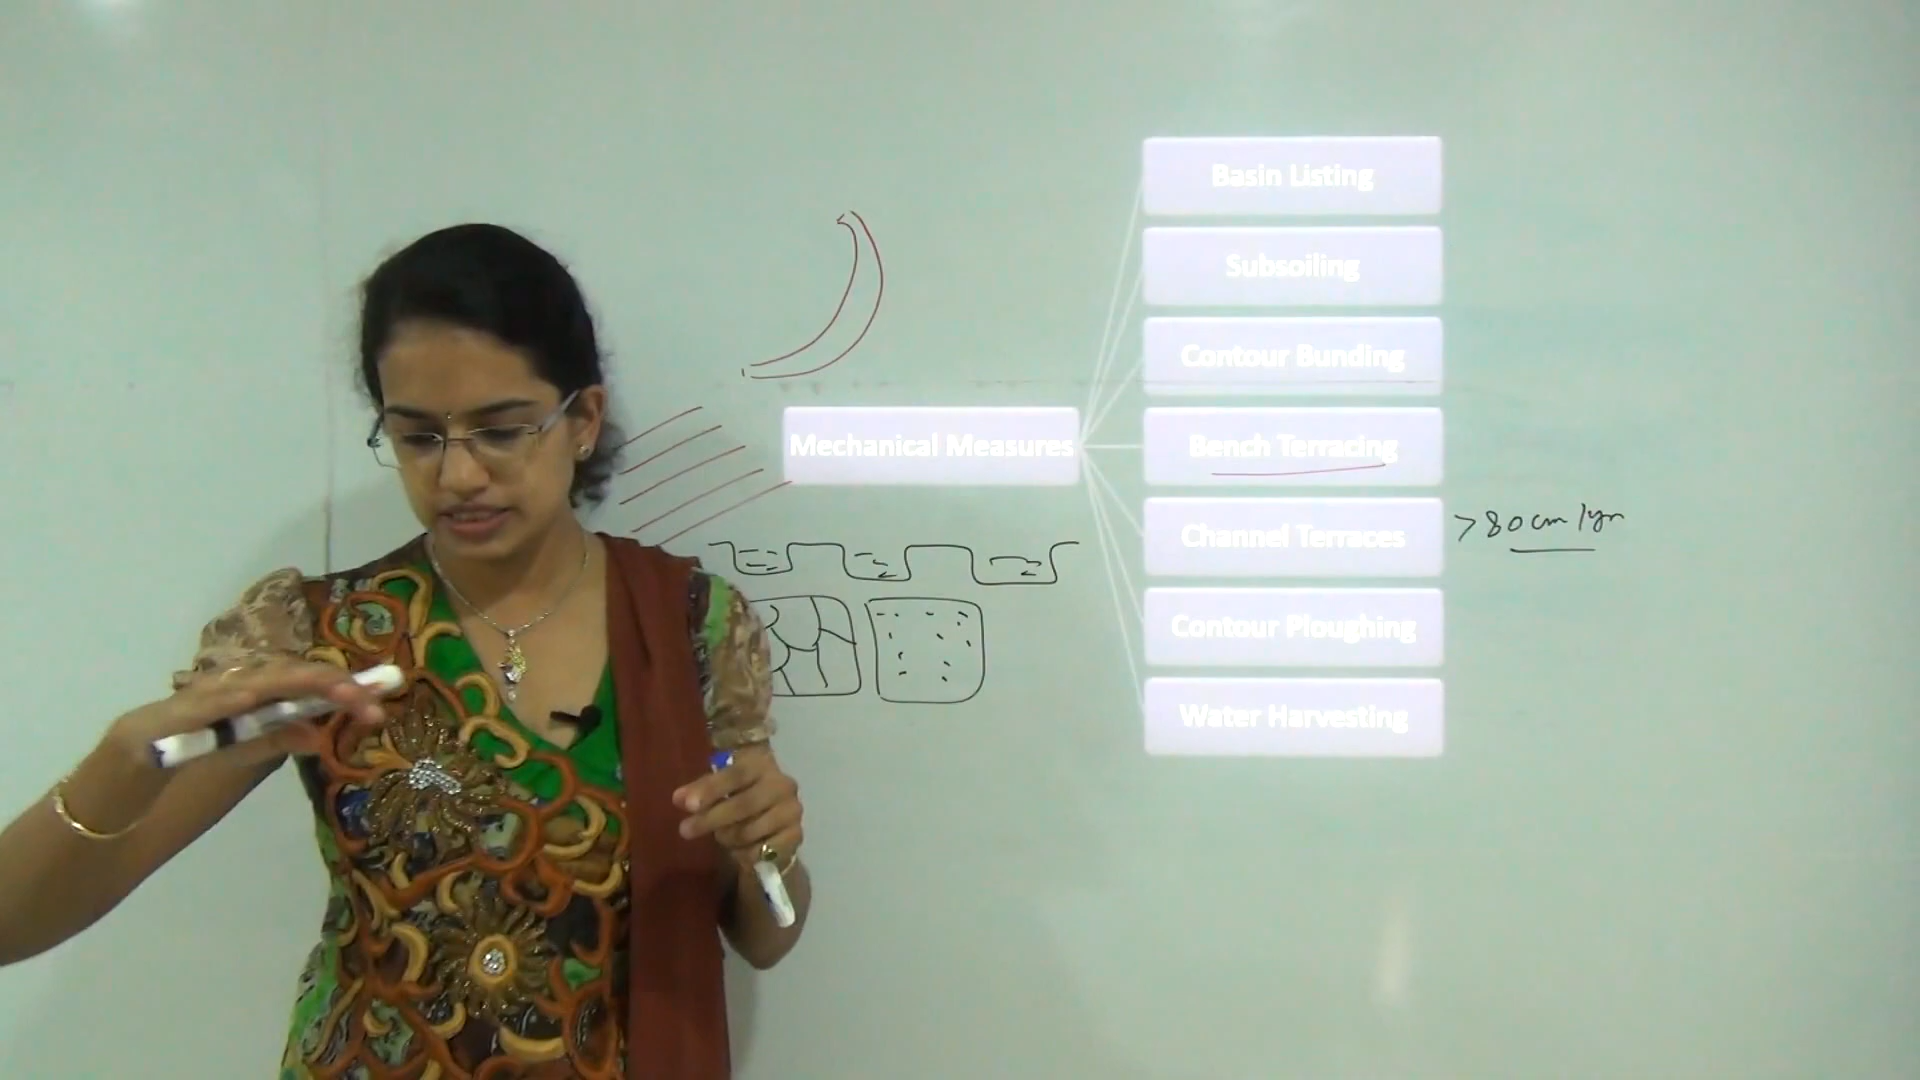 Basin Listing
Subsoiling
Contour Bunding
Mechanical Measures
Bench Terracing
Channel Terraces
>80cm/yr
Contour Ploughing
Water Harvesting